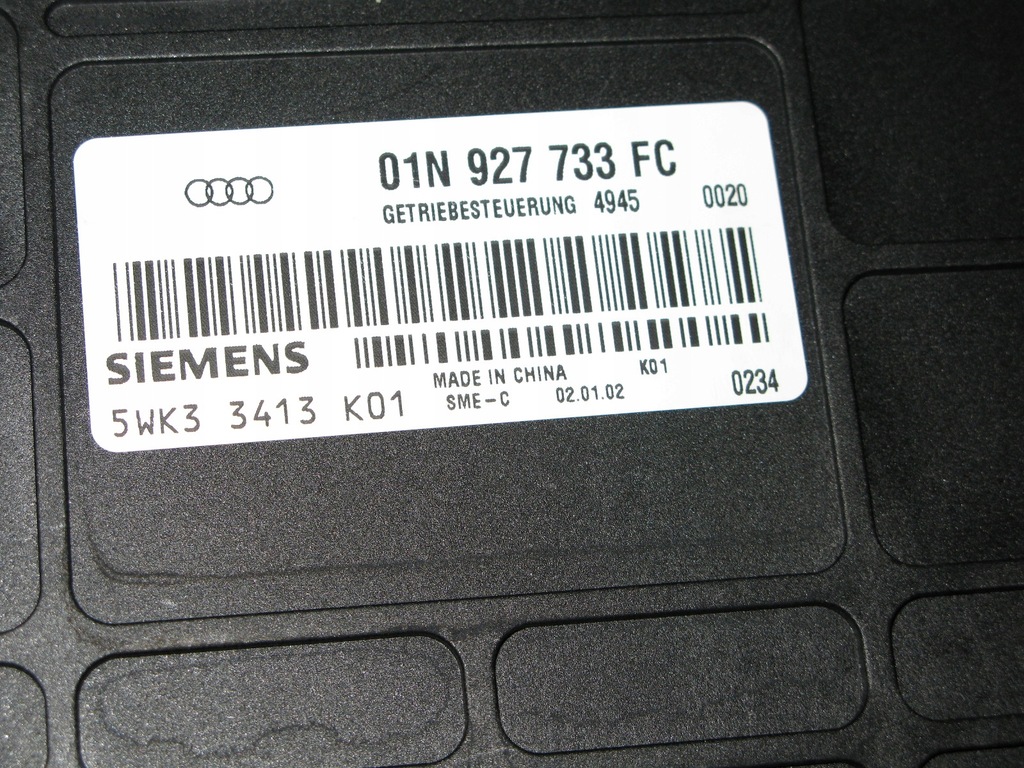 01N 927 733 FC
GETRIEBESTEUERUNG 4945 0020
SIEMENS
MADE IN CHINA K01
SME-C 02.01.02 0234
5WK3 3413 K01